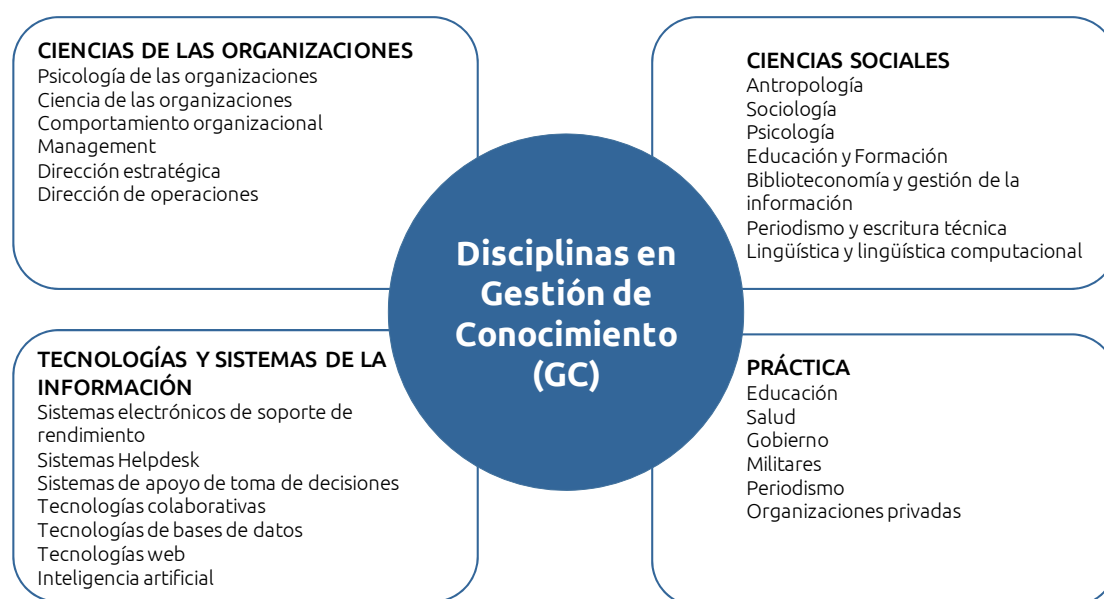 CIENCIAS DE LAS ORGANIZACIONES
Psicología de las organizaciones
Ciencia de las organizaciones
Comportamiento organizacional
Management
Dirección estratégica
Dirección de operaciones
CIENCIAS SOCIALES
Antropología
Sociología
Psicología
Educación y Formación
Biblioteconomía y gestión de la
información
Periodismo y escritura técnica
Lingüística y lingüística computacional
Disciplinas en
Gestión de
Conocimiento
(GC)
TECNOLOGÍAS Y SISTEMAS DE LA
INFORMACIÓN
Sistemas electrónicos de soporte de
rendimiento
Sistemas Helpdesk
Sistemas de apoyo de toma de decisiones
Tecnologías colaborativas
Tecnologías de bases de datos
Tecnologías web
Inteligencia artificial
PRÁCTICA
Educación
Salud
Gobierno
Militares
Periodismo
Organizaciones privadas